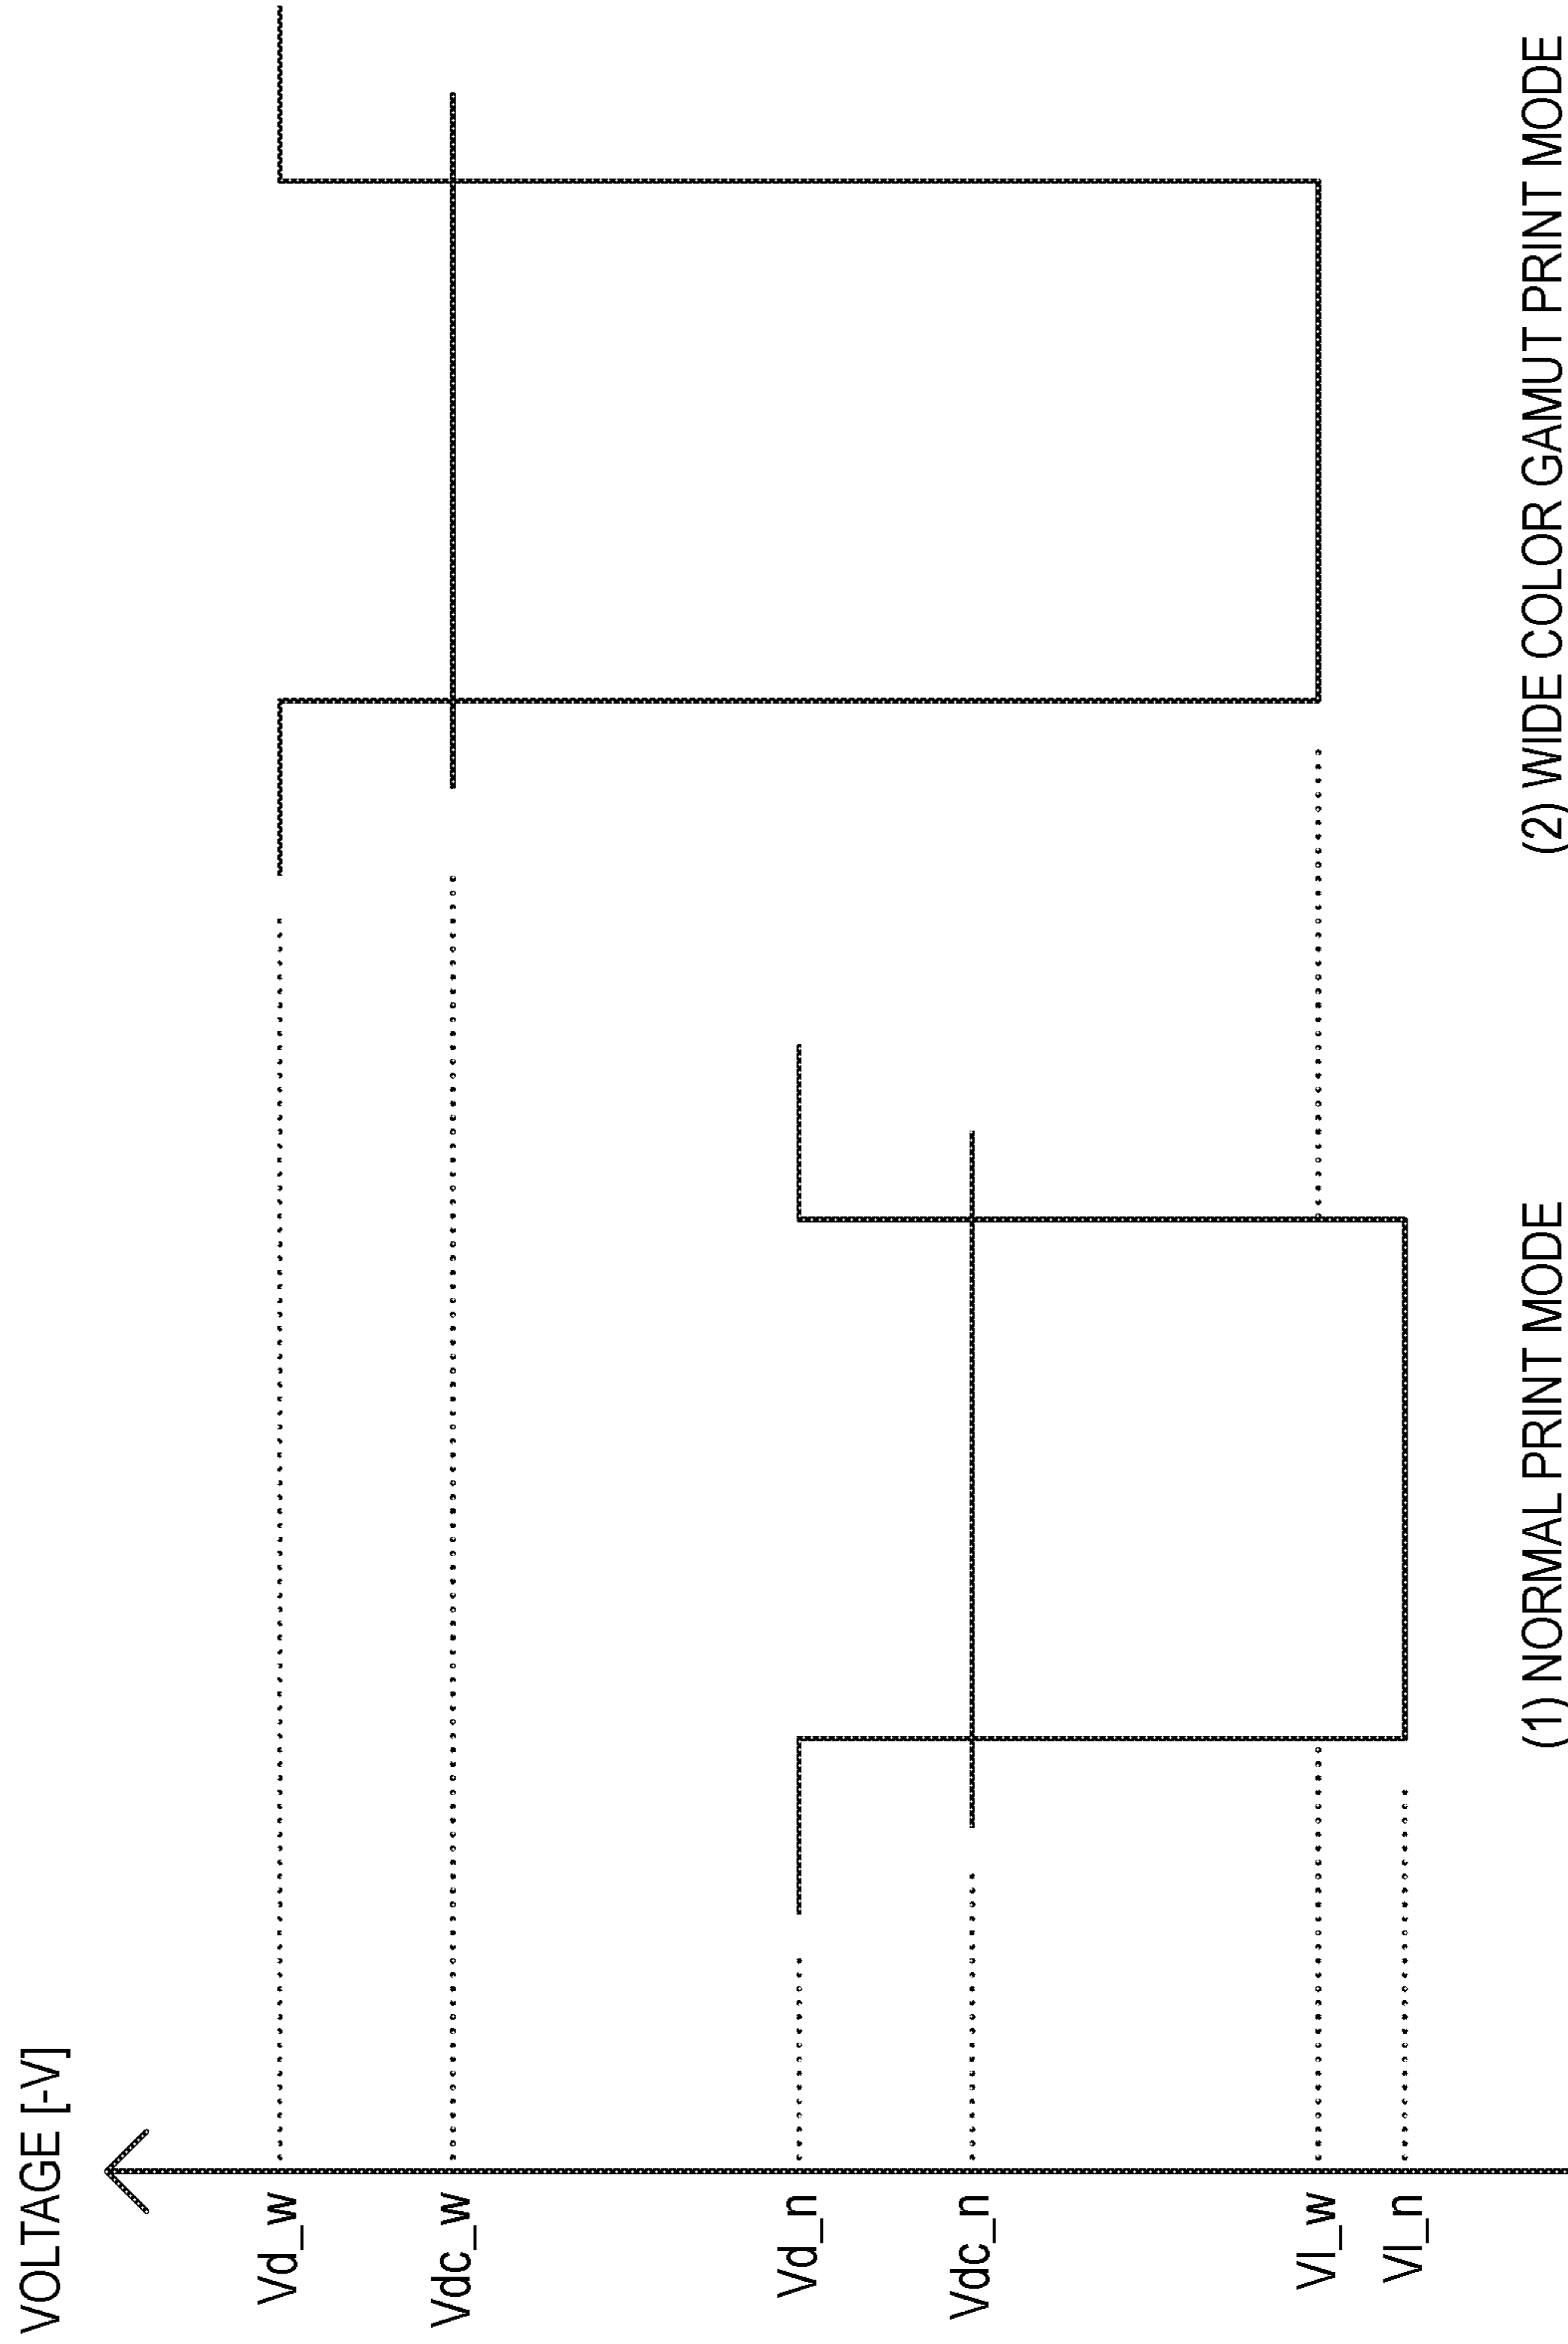 VOLTAGE [-V]
Vd_w
Vdc_w
Vd_n
Vdc_n
Vl_w
Vl_n
(1) NORMAL PRINT MODE
(2) WIDE COLOR GAMUT PRINT MODE